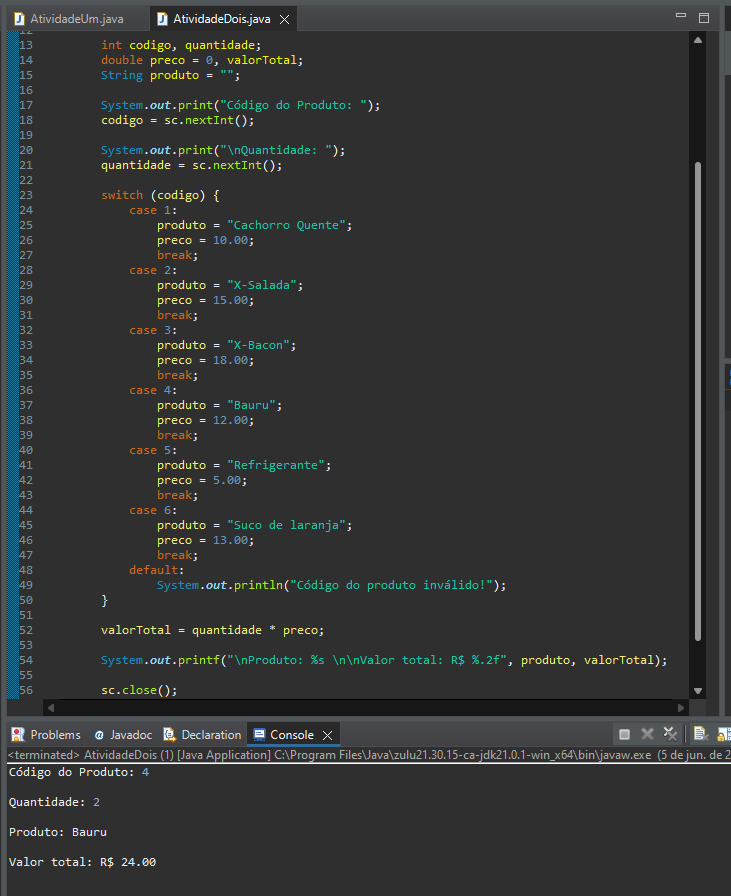 AtividadeUm.java
AtividadeDois.java
12
13 int codigo, quantidade;
14 double preco = 0, valorTotal;
15 String produto = "";
16
17 System.out.print("Código do Produto: ");
18 codigo = sc.nextInt();
19
20 System.out.print("\nQuantidade: ");
21 quantidade = sc.nextInt();
22
23 switch (codigo) {
24 case 1:
25 produto = "Cachorro Quente";
26 preco = 10.00;
27 break;
28 case 2:
29 produto = "X-Salada";
30 preco = 15.00;
31 break;
32 case 3:
33 produto = "X-Bacon";
34 preco = 18.00;
35 break;
36 case 4:
37 produto = "Bauru";
38 preco = 12.00;
39 break;
40 case 5:
41 produto = "Refrigerante";
42 preco = 5.00;
43 break;
44 case 6:
45 produto = "Suco de laranja";
46 preco = 13.00;
47 break;
48 default:
49 System.out.println("Código do produto inválido!");
50 }
51
52 valorTotal = quantidade * preco;
53
54 System.out.printf("\nProduto: %s \n\nValor total: R$ %.2f", produto, valorTotal);
55
56 sc.close();
Problems @ Javadoc Declaration Console
<terminated> AtividadeDois (1) [Java Application] C:\Program Files\Java\zulu21.30.15-ca-jdk21.0.1-win_x64\bin\javaw.exe (5 de jun. de 2
Código do Produto: 4
Quantidade: 2
Produto: Bauru
Valor total: R$ 24.00